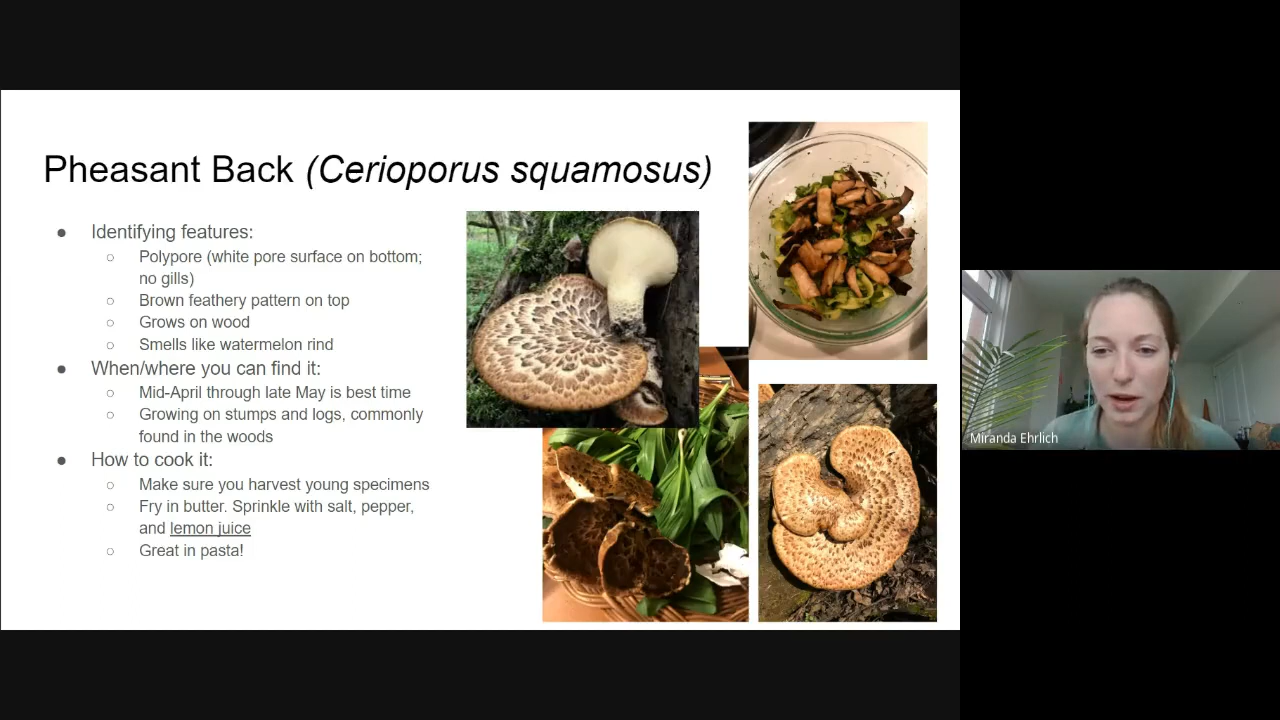 Pheasant Back (Cerioporus squamosus)
● Identifying features:
○ Polypore (white pore surface on bottom;
no gills)
○ Brown feathery pattern on top
○ Grows on wood
○ Smells like watermelon rind
● When/where you can find it:
○ Mid-April through late May is best time
○ Growing on stumps and logs, commonly
found in the woods
● How to cook it:
○ Make sure you harvest young specimens
○ Fry in butter. Sprinkle with salt, pepper,
and lemon juice
○ Great in pasta!
Miranda Ehrlich